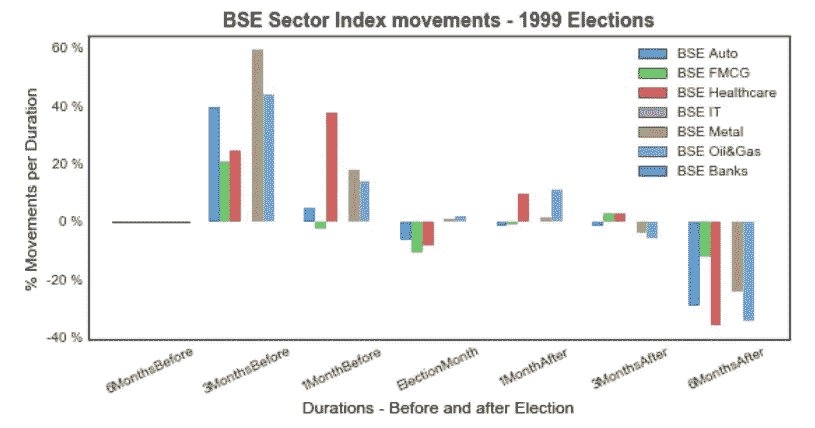 BSE Sector Index movements - 1999 Elections
60 %
40 %
20 %
0 %
-20 %
-40 %
% Movements per Duration
BSE Auto
BSE FMCG
BSE Healthcare
BSE IT
BSE Metal
BSE Oil&Gas
BSE Banks
6MonthsBefore
3MonthsBefore
1MonthBefore
ElectionMonth
1MonthAfter
3MonthsAfter
6MonthsAfter
Durations - Before and after Election